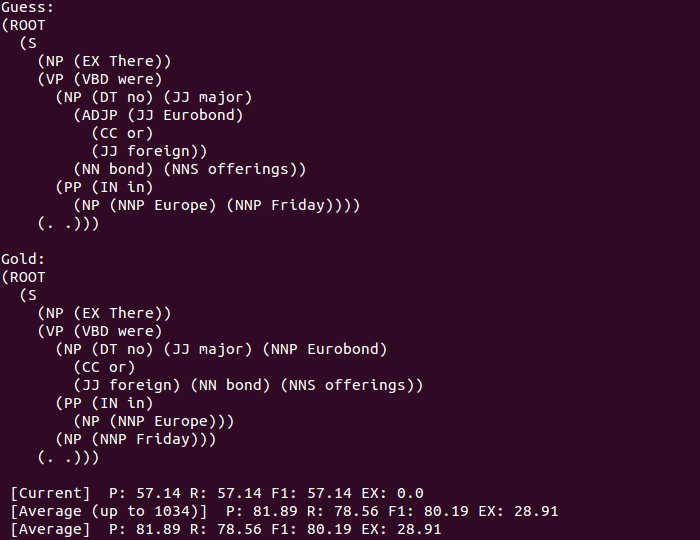 Guess:
(ROOT
  (S
    (NP (EX There))
    (VP (VBD were)
      (NP (DT no) (JJ major)
        (ADJP (JJ Eurobond)
          (CC or)
          (JJ foreign))
        (NN bond) (NNS offerings))
      (PP (IN in)
        (NP (NNP Europe) (NNP Friday))))
    (. .)))

Gold:
(ROOT
  (S
    (NP (EX There))
    (VP (VBD were)
      (NP (DT no) (JJ major) (NNP Eurobond)
        (CC or)
        (JJ foreign) (NN bond) (NNS offerings))
      (PP (IN in)
        (NP (NNP Europe)))
      (NP (NNP Friday)))
    (. .)))

 [Current]  P: 57.14 R: 57.14 F1: 57.14 EX: 0.0
 [Average (up to 1034)]  P: 81.89 R: 78.56 F1: 80.19 EX: 28.91
 [Average]  P: 81.89 R: 78.56 F1: 80.19 EX: 28.91